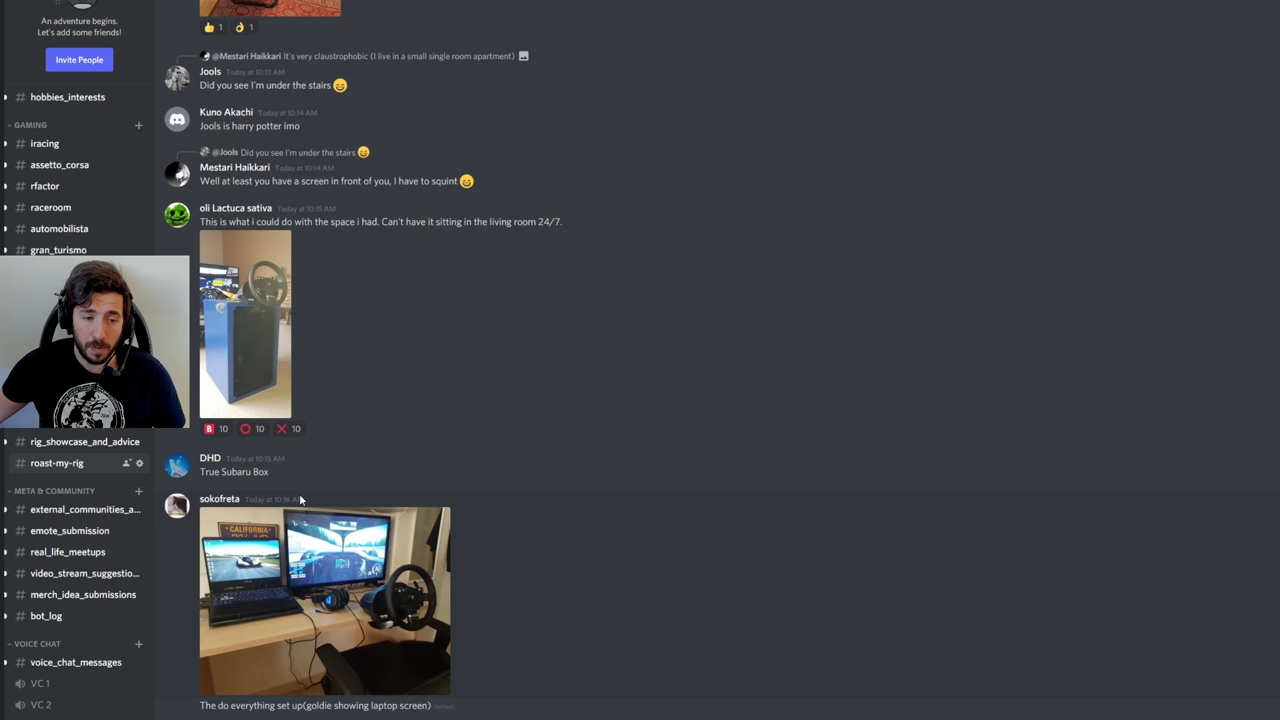 An adventure begins.
Let's add some friends!
Invite People
# hobbies_interests
GAMING +
# iracing
# assetto_corsa
# rfactor
# raceroom
# automobilista
# gran_turismo
# rig_showcase_and_advice
# roast-my-rig
META & COMMUNITY +
# external_communities_a...
# emote_submission
# real_life_meetups
# video_stream_suggestio...
# merch_idea_submissions
# bot_log
VOICE CHAT +
# voice_chat_messages
VC 1
VC 2
1 1
@Mestari Haikkari It's very claustrophobic (I live in a small single room apartment)
Jools Today at 10:13 AM
Did you see I'm under the stairs
Kuno Akachi Today at 10:14 AM
Jools is harry potter imo
@Jools Did you see I'm under the stairs
Mestari Haikkari Today at 10:14 AM
Well at least you have a screen in front of you, I have to squint
oli Lactuca sativa Today at 10:15 AM
This is what i could do with the space i had. Can't have it sitting in the living room 24/7.
B 10 10 10
DHD Today at 10:15 AM
True Subaru Box
sokofreta Today at 10:16
CALIFORNIA
The do everything set up(goldie showing laptop screen) (edited)